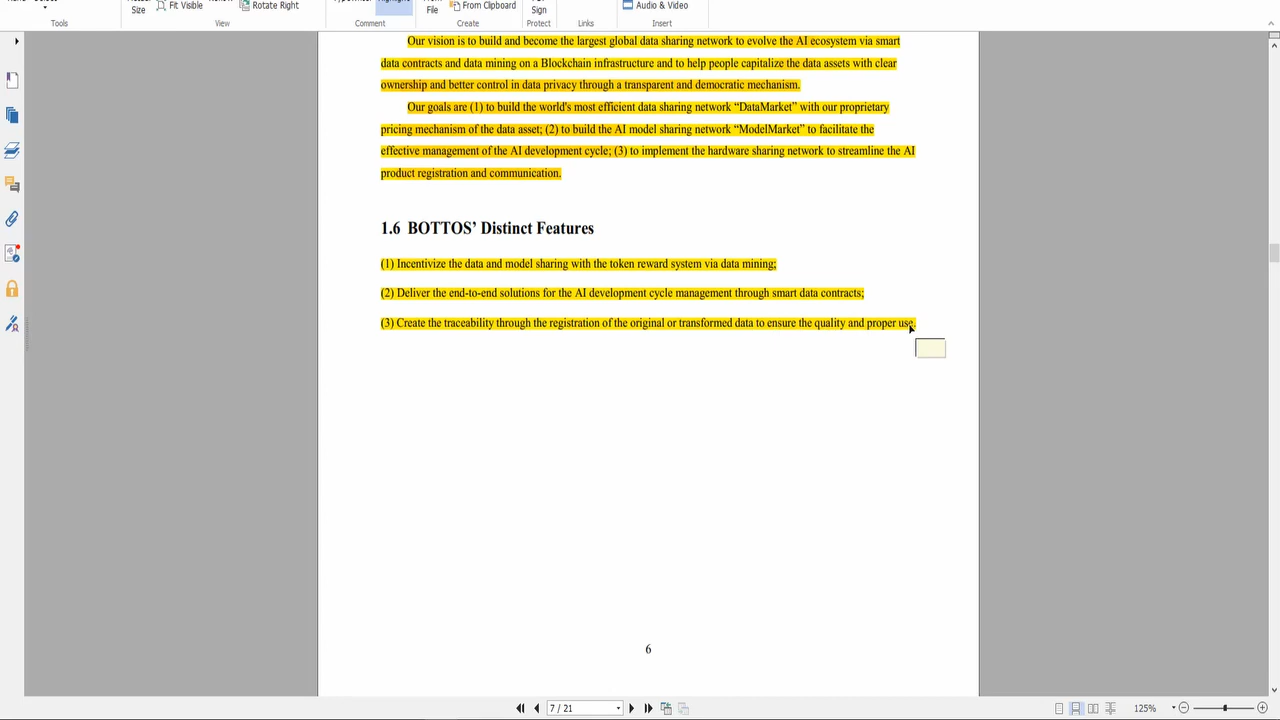 Fit Visible
Rotate Right
From Clipboard
Audio & Video
Size
File
Sign
Tools
View
Comment
Create
Protect
Links
Insert
Our vision is to build and become the largest global data sharing network to evolve the AI ecosystem via smart
data contracts and data mining on a Blockchain infrastructure and to help people capitalize the data assets with clear
ownership and better control in data privacy through a transparent and democratic mechanism.
Our goals are (1) to build the world's most efficient data sharing network “DataMarket” with our proprietary
pricing mechanism of the data asset; (2) to build the AI model sharing network “ModelMarket” to facilitate the
effective management of the AI development cycle; (3) to implement the hardware sharing network to streamline the AI
product registration and communication.
1.6 BOTTOS’ Distinct Features
(1) Incentivize the data and model sharing with the token reward system via data mining;
(2) Deliver the end-to-end solutions for the AI development cycle management through smart data contracts;
(3) Create the traceability through the registration of the original or transformed data to ensure the quality and proper use.
6
7 / 21
125%